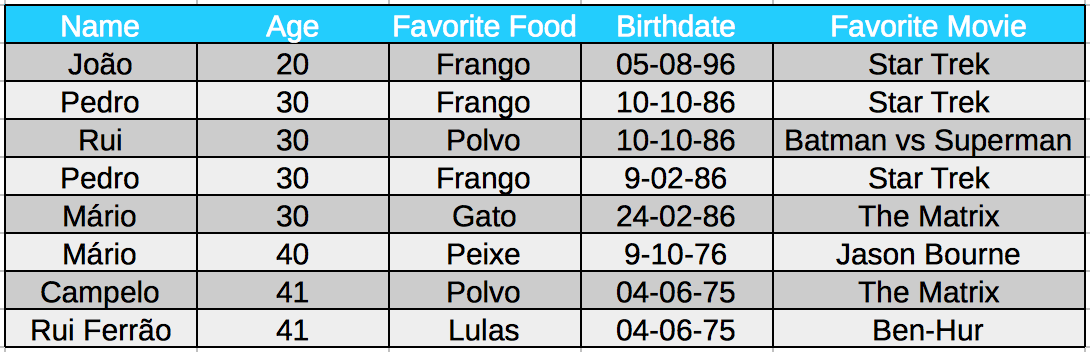 Name Age Favorite Food Birthdate Favorite Movie
João 20 Frango 05-08-96 Star Trek
Pedro 30 Frango 10-10-86 Star Trek
Rui 30 Polvo 10-10-86 Batman vs Superman
Pedro 30 Frango 9-02-86 Star Trek
Mário 30 Gato 24-02-86 The Matrix
Mário 40 Peixe 9-10-76 Jason Bourne
Campelo 41 Polvo 04-06-75 The Matrix
Rui Ferrão 41 Lulas 04-06-75 Ben-Hur